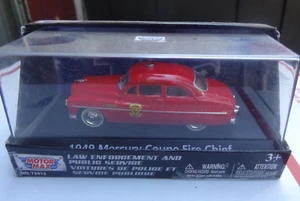 1949 Mercury Coupe Fire Chief
MOTOR
MAX
LAW ENFORCEMENT AND
PUBLIC SERVICE
VOITURES DE POLICE ET
SERVICE PUBLIQUE
⚠WARNING:
3+